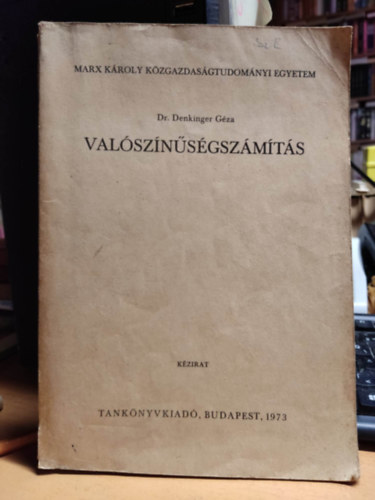 MARX KÁROLY KÖZGAZDASÁGTUDOMÁNYI EGYETEM
Dr. Denkinger Géza
VALÓSZÍNŰSÉGSZÁMÍTÁS
KÉZIRAT
TANKÖNYVKIADÓ, BUDAPEST, 1973